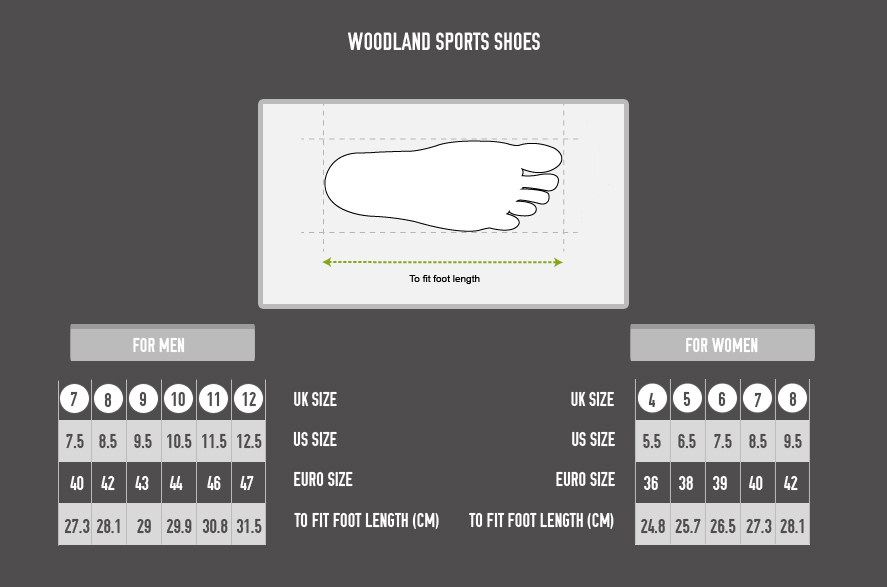 WOODLAND SPORTS SHOES
To fit foot length
FOR MEN
FOR WOMEN
7 8 9 10 11 12 UK SIZE UK SIZE 4 5 6 7 8
7.5 8.5 9.5 10.5 11.5 12.5 US SIZE US SIZE 5.5 6.5 7.5 8.5 9.5
40 42 43 44 46 47 EURO SIZE EURO SIZE 36 38 39 40 42
27.3 28.1 29 29.9 30.8 31.5 TO FIT FOOT LENGTH (CM) TO FIT FOOT LENGTH (CM) 24.8 25.7 26.5 27.3 28.1